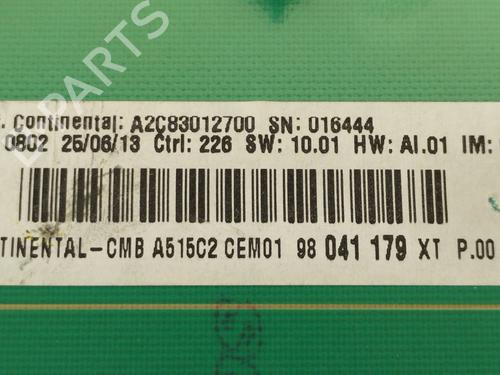 . Continental: A2C83012700 SN: 016444
0802 25/06/13 Ctrl: 226 SW: 10.01 HW: AI.01 IM:
TINENTAL-CMB A515C2 CEM01 98 041 179 XT P.00
B-PARTS